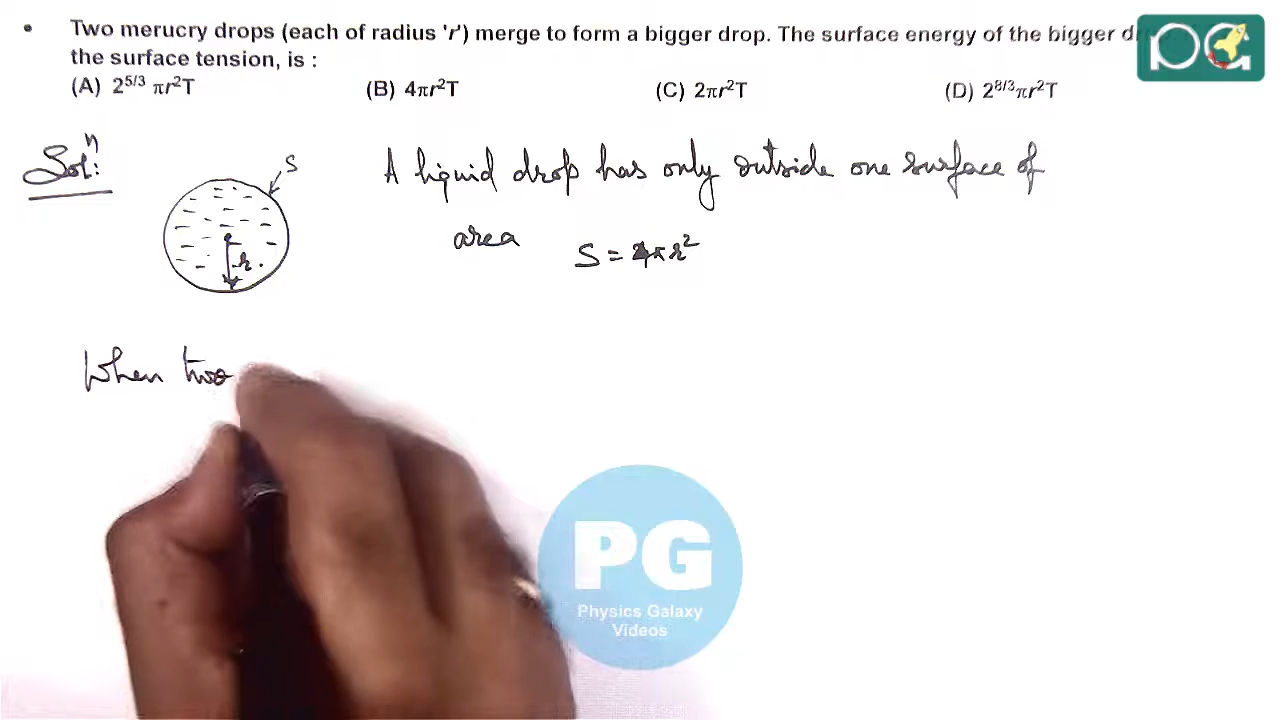 • Two merucry drops (each of radius 'r') merge to form a bigger drop. The surface energy of the bigger
the surface tension, is :
(A) 2^5/3 πr²T (B) 4πr²T (C) 2πr²T (D) 2^8/3πr²T
PG
Solⁿ:
S
A liquid drop has only outside one surface of
area S = 4πr²
r.
When two
PG
Physics Galaxy
Videos